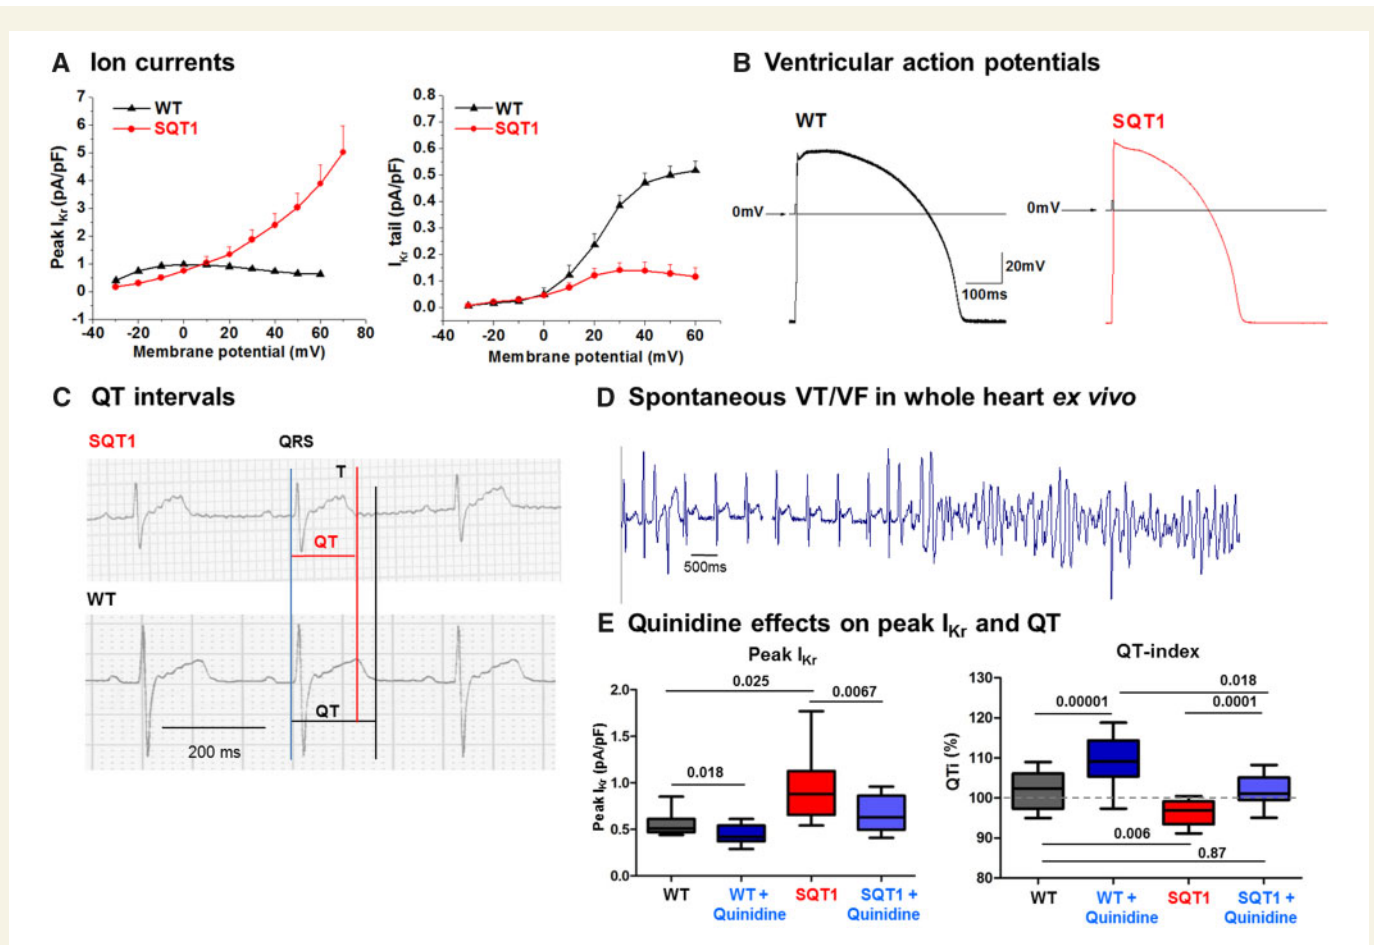 A Ion currents
7
6
5
4
3
2
1
0
-1
Peak IKr (pA/pF)
WT
SQT1
-40 -20 0 20 40 60 80
Membrane potential (mV)
0.8
0.7
0.6
0.5
0.4
0.3
0.2
0.1
0.0
IKr tail (pA/pF)
WT
SQT1
-40 -20 0 20 40 60
Membrane potential (mV)
B Ventricular action potentials
WT
0mV
20mV
100ms
SQT1
0mV
C QT intervals
SQT1
QRS
T
QT
WT
QT
200 ms
D Spontaneous VT/VF in whole heart ex vivo
500ms
E Quinidine effects on peak IKr and QT
Peak IKr
2.0
1.5
1.0
0.5
0.0
Peak IKr (pA/pF)
0.025
0.0067
0.018
WT
WT +
Quinidine
SQT1
SQT1 +
Quinidine
QT-index
130
120
110
100
90
80
QTi (%)
0.018
0.00001
0.0001
0.006
0.87
WT
WT +
Quinidine
SQT1
SQT1 +
Quinidine